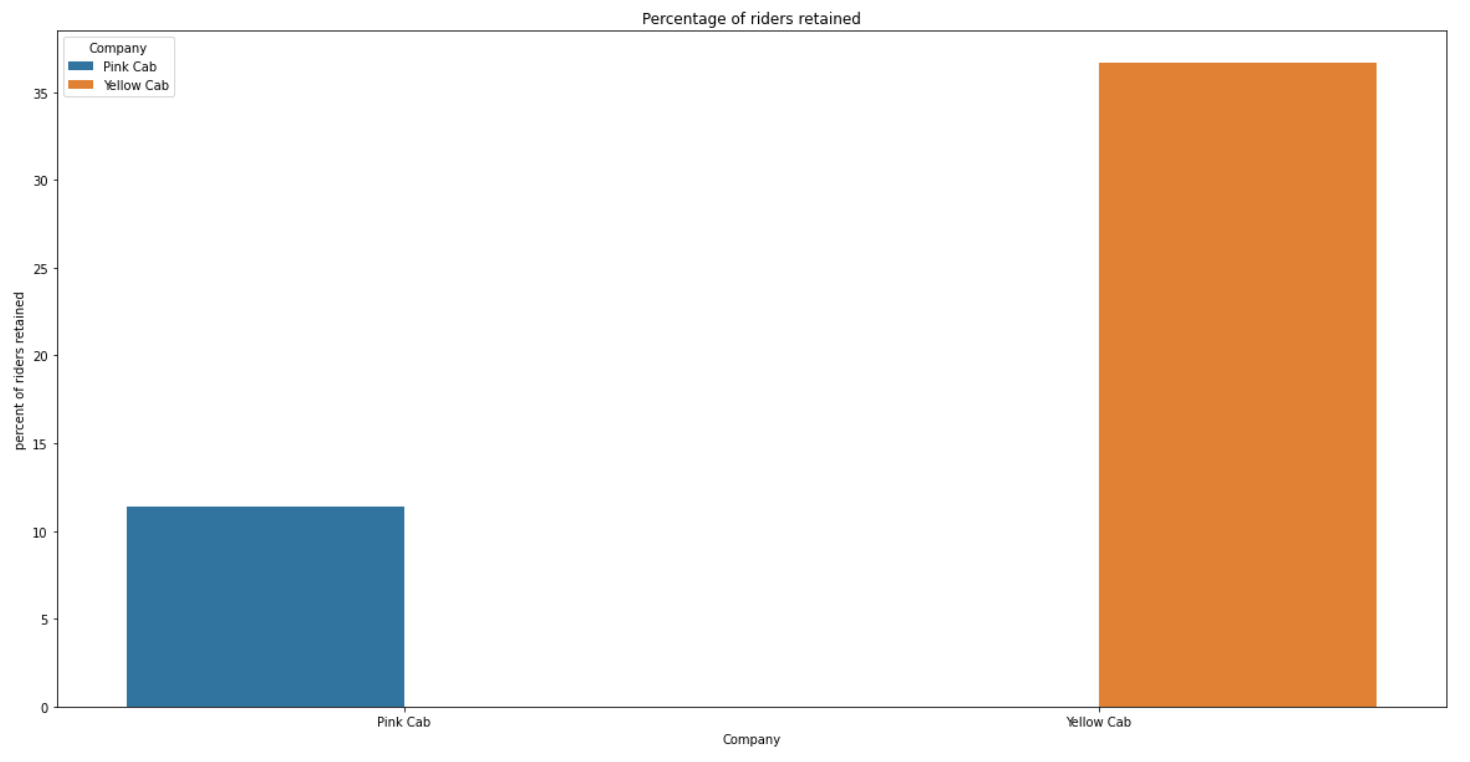 Percentage of riders retained
Company
Pink Cab
Yellow Cab
percent of riders retained
35
30
25
20
15
10
5
0
Pink Cab
Yellow Cab
Company